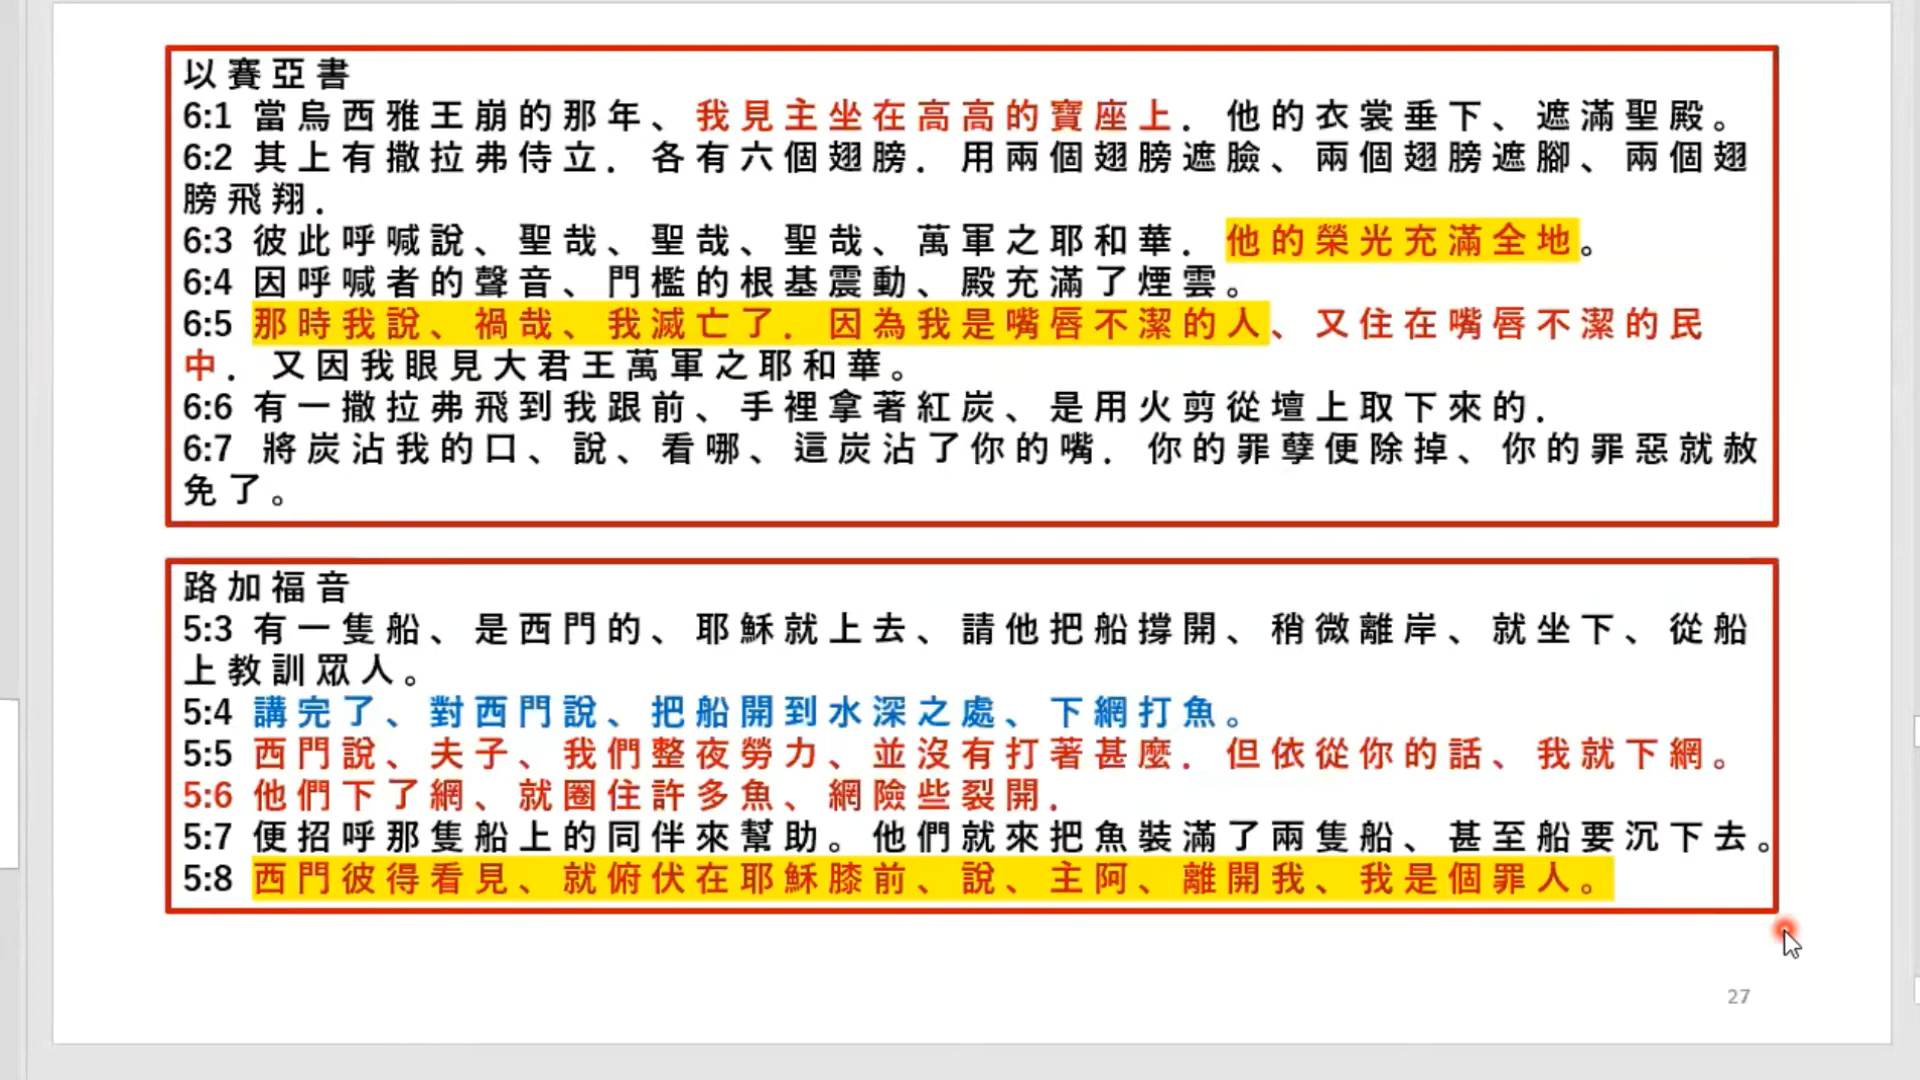 以賽亞書
6:1 當烏西雅王崩的那年、我見主坐在高高的寶座上．他的衣裳垂下、遮滿聖殿。
6:2 其上有撒拉弗侍立．各有六個翅膀．用兩個翅膀遮臉、兩個翅膀遮腳、兩個翅
膀飛翔．
6:3 彼此呼喊說、聖哉、聖哉、聖哉、萬軍之耶和華．他的榮光充滿全地。
6:4 因呼喊者的聲音、門檻的根基震動、殿充滿了煙雲。
6:5 那時我說、禍哉、我滅亡了．因為我是嘴唇不潔的人、又住在嘴唇不潔的民
中．又因我眼見大君王萬軍之耶和華。
6:6 有一撒拉弗飛到我跟前、手裡拿著紅炭、是用火剪從壇上取下來的．
6:7 將炭沾我的口、說、看哪、這炭沾了你的嘴．你的罪孽便除掉、你的罪惡就赦
免了。
路加福音
5:3 有一隻船、是西門的、耶穌就上去、請他把船撐開、稍微離岸、就坐下、從船
上教訓眾人。
5:4 講完了、對西門說、把船開到水深之處、下網打魚。
5:5 西門說、夫子、我們整夜勞力、並沒有打著甚麼．但依從你的話、我就下網。
5:6 他們下了網、就圈住許多魚、網險些裂開．
5:7 便招呼那隻船上的同伴來幫助。他們就來把魚裝滿了兩隻船、甚至船要沉下去。
5:8 西門彼得看見、就俯伏在耶穌膝前、說、主阿、離開我、我是個罪人。
27